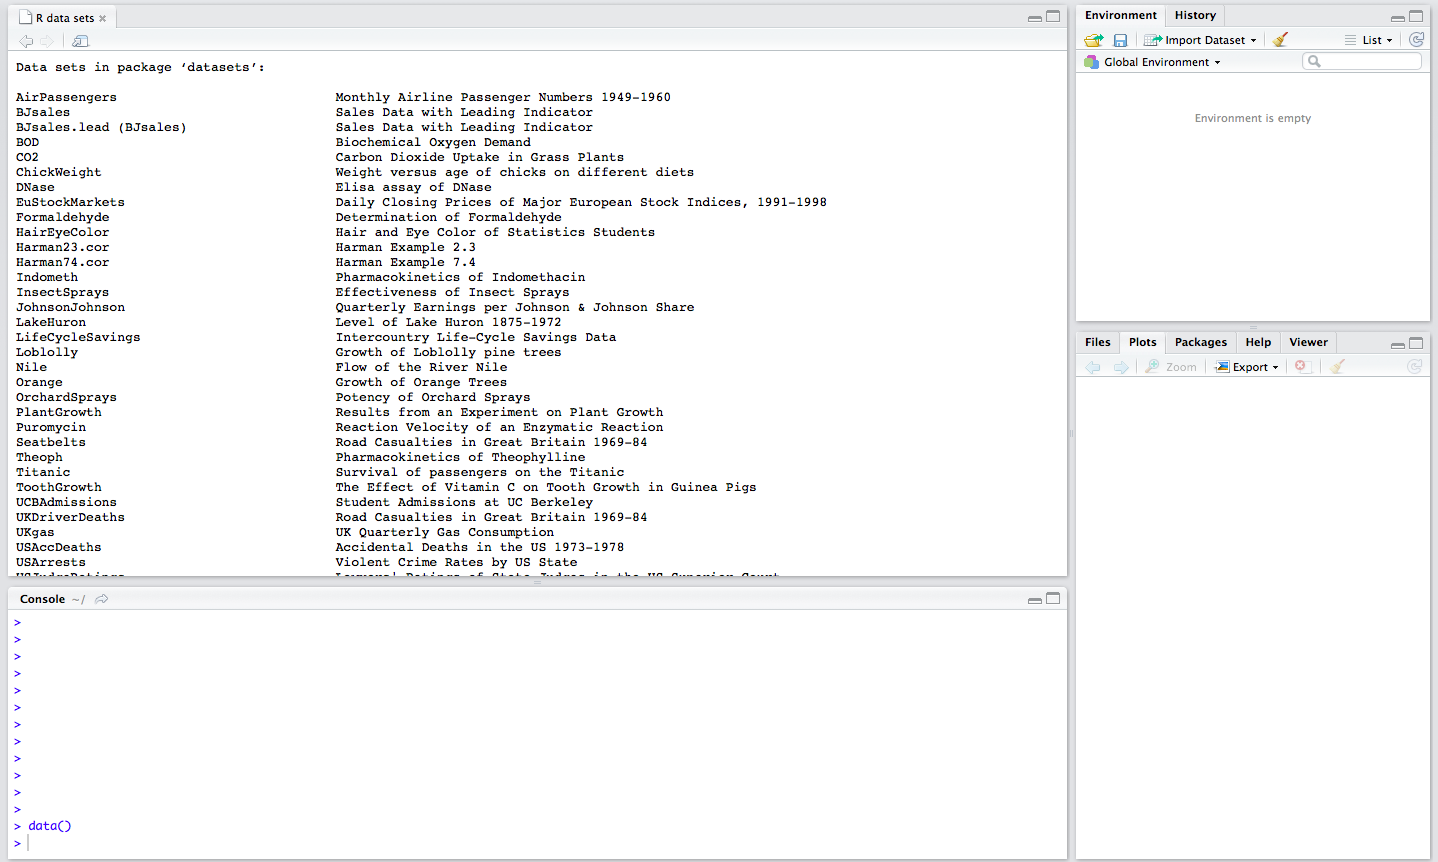 R data sets
Data sets in package ‘datasets’:
AirPassengers Monthly Airline Passenger Numbers 1949-1960
BJsales Sales Data with Leading Indicator
BJsales.lead (BJsales) Sales Data with Leading Indicator
BOD Biochemical Oxygen Demand
CO2 Carbon Dioxide Uptake in Grass Plants
ChickWeight Weight versus age of chicks on different diets
DNase Elisa assay of DNase
EuStockMarkets Daily Closing Prices of Major European Stock Indices, 1991-1998
Formaldehyde Determination of Formaldehyde
HairEyeColor Hair and Eye Color of Statistics Students
Harman23.cor Harman Example 2.3
Harman74.cor Harman Example 7.4
Indometh Pharmacokinetics of Indomethacin
InsectSprays Effectiveness of Insect Sprays
JohnsonJohnson Quarterly Earnings per Johnson & Johnson Share
LakeHuron Level of Lake Huron 1875-1972
LifeCycleSavings Intercountry Life-Cycle Savings Data
Loblolly Growth of Loblolly pine trees
Nile Flow of the River Nile
Orange Growth of Orange Trees
OrchardSprays Potency of Orchard Sprays
PlantGrowth Results from an Experiment on Plant Growth
Puromycin Reaction Velocity of an Enzymatic Reaction
Seatbelts Road Casualties in Great Britain 1969-84
Theoph Pharmacokinetics of Theophylline
Titanic Survival of passengers on the Titanic
ToothGrowth The Effect of Vitamin C on Tooth Growth in Guinea Pigs
UCBAdmissions Student Admissions at UC Berkeley
UKDriverDeaths Road Casualties in Great Britain 1969-84
UKgas UK Quarterly Gas Consumption
USAccDeaths Accidental Deaths in the US 1973-1978
USArrests Violent Crime Rates by US State
USJudgeRatings Lawyers' Ratings of State Judges in the US Superior Court
Console ~/
>
>
>
>
>
>
>
>
>
>
>
>
> data()
>
Environment History
Import Dataset List
Global Environment
Environment is empty
Files Plots Packages Help Viewer
Zoom Export